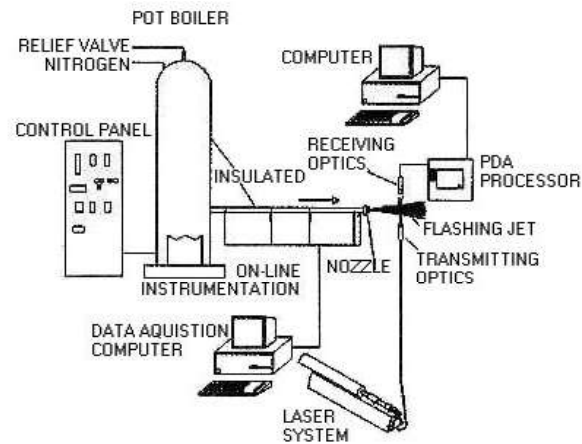 POT BOILER
RELIEF VALVE
NITROGEN
COMPUTER
CONTROL PANEL
RECEIVING
OPTICS
PDA
PROCESSOR
INSULATED
FLASHING JET
NOZZLE
TRANSMITTING
OPTICS
ON-LINE
INSTRUMENTATION
DATA AQUISTION
COMPUTER
LASER
SYSTEM